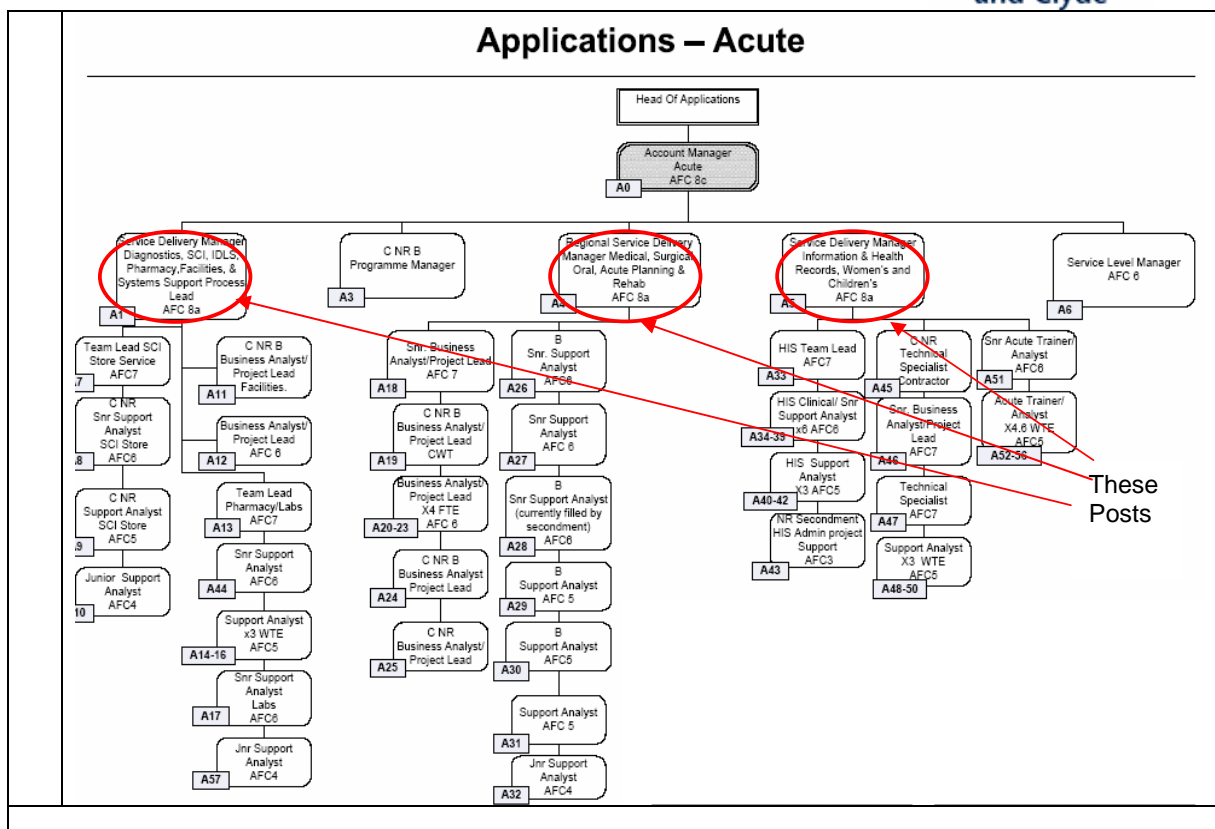 and Clyde
Applications – Acute
Head Of Applications
Account Manager
Acute
AFC 8c
A0
Service Delivery Manager
Diagnostics, SCI, IDLS,
Pharmacy,Facilities, &
Systems Support Process
Lead
AFC 8a
A1
C NR B
Programme Manager
A3
Regional Service Delivery
Manager Medical, Surgical
Oral, Acute Planning &
Rehab
AFC 8a
A4
Service Delivery Manager
Information & Health
Records, Women's and
Children's
AFC 8a
A5
Service Level Manager
AFC 6
A6
Team Lead SCI
Store Service
AFC7
.7
C NR
Snr Support
Analyst
SCI Store
AFC6
.8
C NR
Support Analyst
SCI Store
AFC5
.9
Junior Support
Analyst
AFC4
10
C NR B
Business Analyst/
Project Lead
Facilities.
A11
Business Analyst/
Project Lead
AFC 6
A12
Team Lead
Pharmacy/Labs
AFC7
A13
Snr Support
Analyst
AFC6
A44
Support Analyst
x3 WTE
AFC5
A14-16
Snr Support
Analyst
Labs
AFC6
A17
Jnr Support
Analyst
AFC4
A57
Snr. Business
Analyst/Project Lead
AFC 7
A18
C NR B
Business Analyst/
Project Lead
CWT
A19
Business Analyst/
Project Lead
X4 FTE
AFC 6
A20-23
C NR B
Business Analyst
Project Lead
A24
C NR
Business Analyst/
Project Lead
A25
B
Snr. Support
Analyst
AFC6
A26
Snr Support
Analyst
AFC 6
A27
B
Snr Support Analyst
(currently filled by
secondment)
AFC6
A28
B
Support Analyst
AFC 5
A29
B
Support Analyst
AFC5
A30
Support Analyst
AFC 5
A31
Jnr Support
Analyst
AFC4
A32
HIS Team Lead
AFC7
A33
HIS Clinical/ Snr
Support Analyst
x6 AFC6
A34-39
HIS Support
Analyst
X3 AFC5
A40-42
NR Secondment
HIS Admin project
Support
AFC3
A43
C NR
Technical
Specialist
Contractor
A45
Snr. Business
Analyst/Project
Lead
AFC7
A46
Technical
Specialist
AFC7
A47
Support Analyst
X3 WTE
AFC5
A48-50
Snr Acute Trainer/
Analyst
AFC6
A51
Acute Trainer/
Analyst
X4.6 WTE
AFC5
A52-56
These
Posts